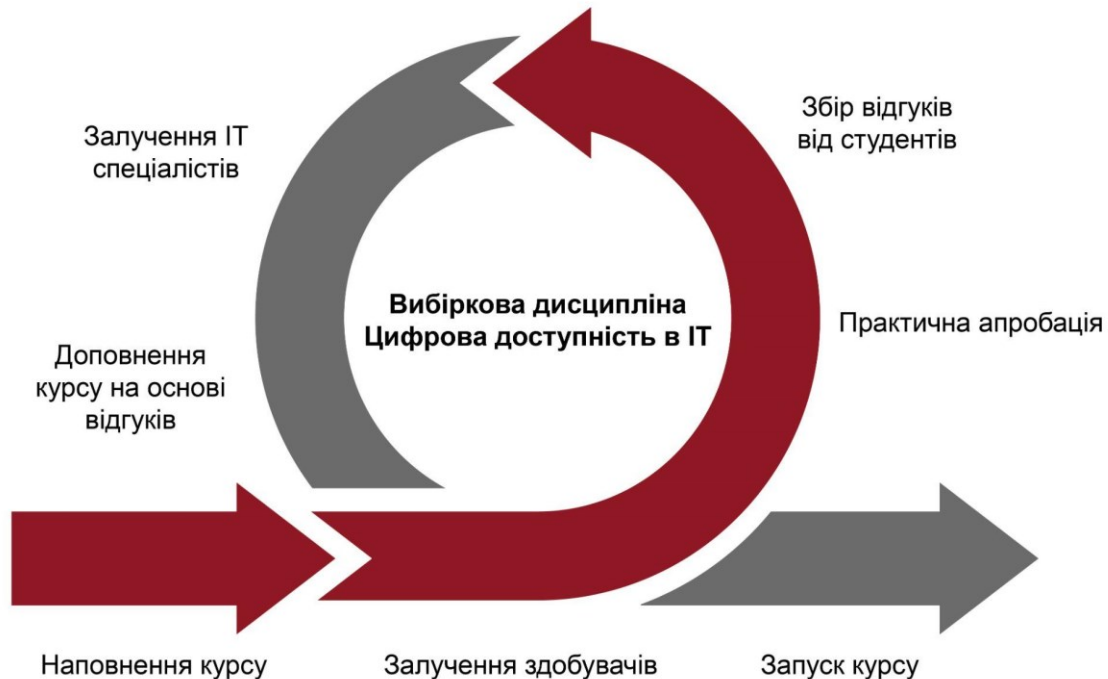 Залучення ІТ
спеціалістів
Збір відгуків
від студентів
Вибіркова дисципліна
Цифрова доступність в ІТ
Практична апробація
Доповнення
курсу на основі
відгуків
Наповнення курсу
Залучення здобувачів
Запуск курсу